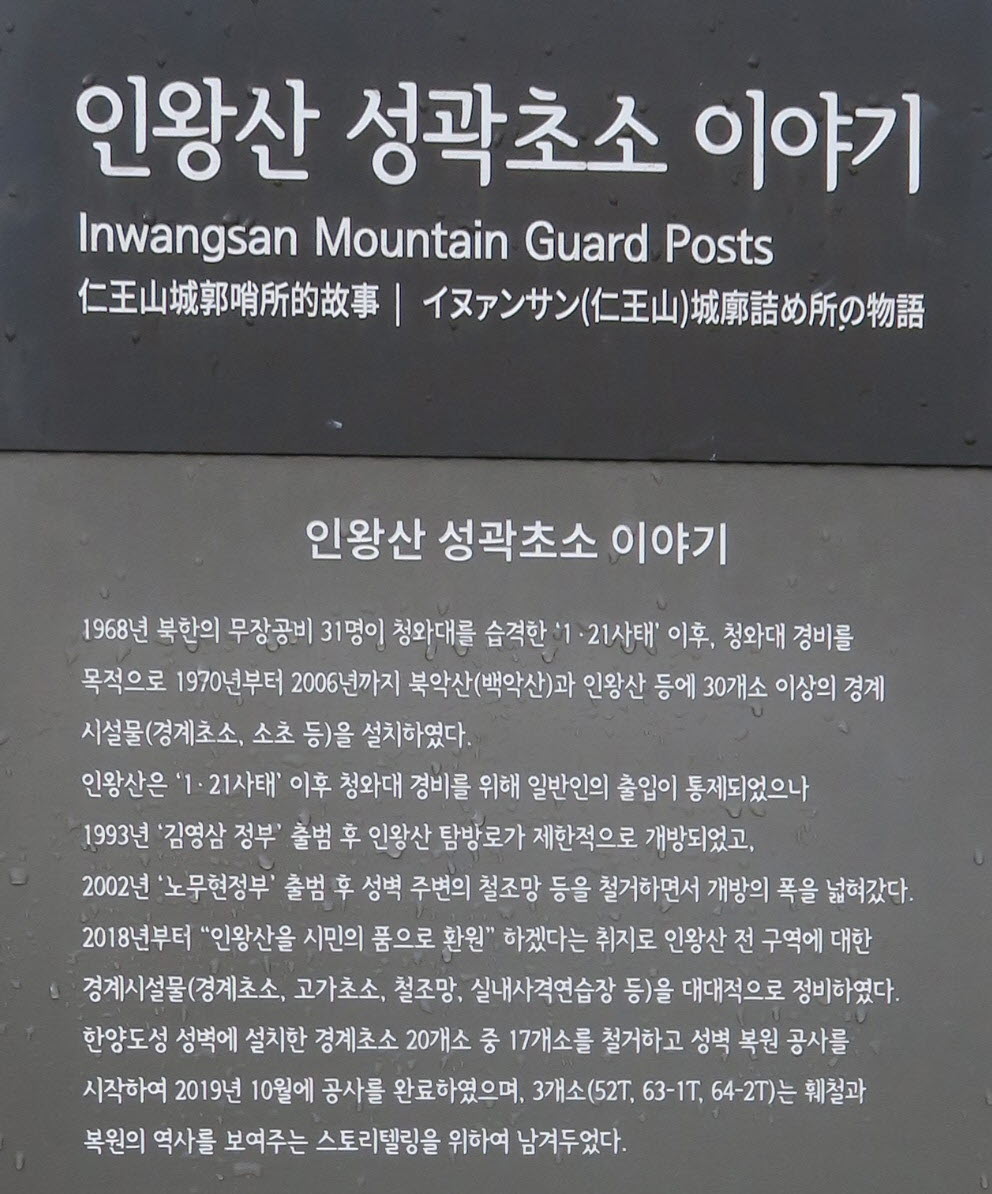 인왕산 성곽초소 이야기
Inwangsan Mountain Guard Posts
仁王山城郭哨所的故事 | イヌァンサン(仁王山)城廓詰め所の物語
인왕산 성곽초소 이야기
1968년 북한의 무장공비 31명이 청와대를 습격한 ‘1·21사태’ 이후, 청와대 경비를
목적으로 1970년부터 2006년까지 북악산(백악산)과 인왕산 등에 30개소 이상의 경계
시설물(경계초소, 소초 등)을 설치하였다.
인왕산은 ‘1·21사태’ 이후 청와대 경비를 위해 일반인의 출입이 통제되었으나
1993년 ‘김영삼 정부’ 출범 후 인왕산 탐방로가 제한적으로 개방되었고,
2002년 ‘노무현정부’ 출범 후 성벽 주변의 철조망 등을 철거하면서 개방의 폭을 넓혀갔다.
2018년부터 “인왕산을 시민의 품으로 환원” 하겠다는 취지로 인왕산 전 구역에 대한
경계시설물(경계초소, 고가초소, 철조망, 실내사격연습장 등)을 대대적으로 정비하였다.
한양도성 성벽에 설치한 경계초소 20개소 중 17개소를 철거하고 성벽 복원 공사를
시작하여 2019년 10월에 공사를 완료하였으며, 3개소(52T, 63-1T, 64-2T)는 훼철과
복원의 역사를 보여주는 스토리텔링을 위하여 남겨두었다.